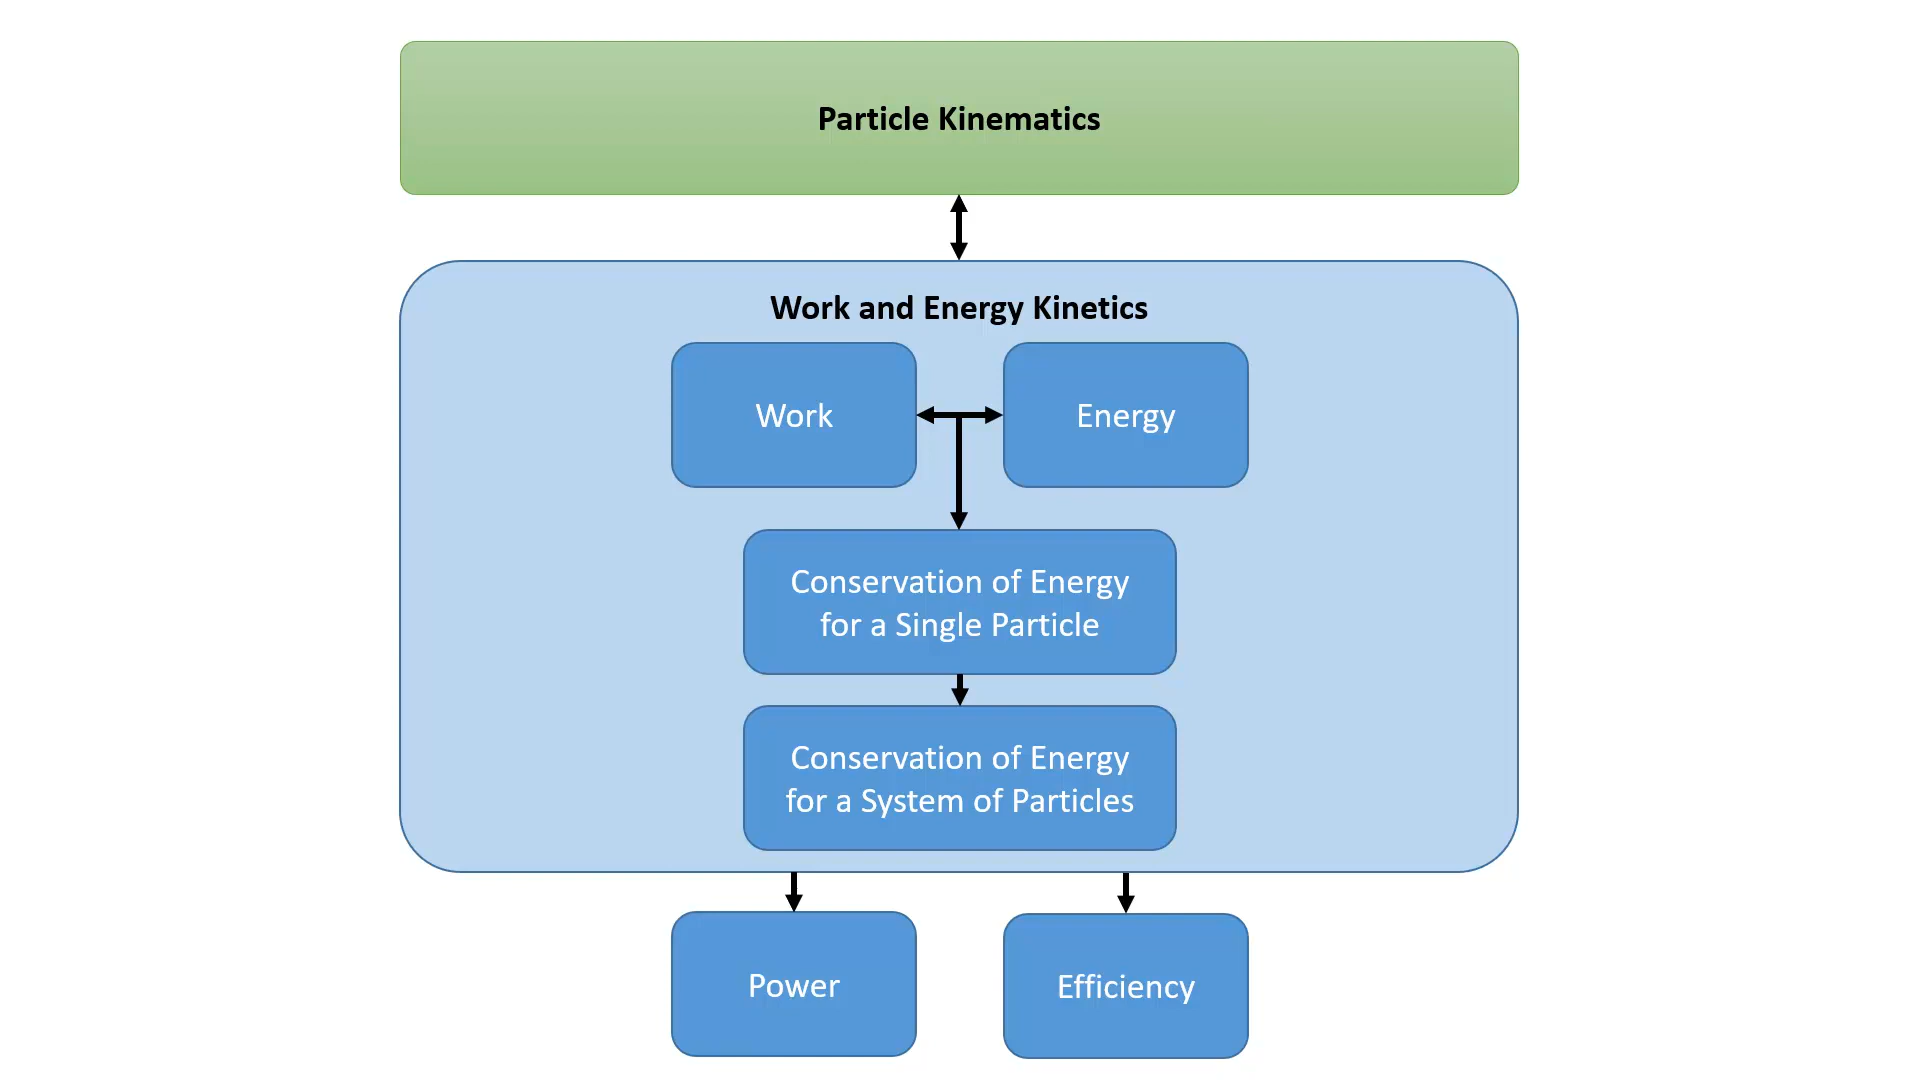 Particle Kinematics
Work and Energy Kinetics
Work
Energy
Conservation of Energy
for a Single Particle
Conservation of Energy
for a System of Particles
Power
Efficiency